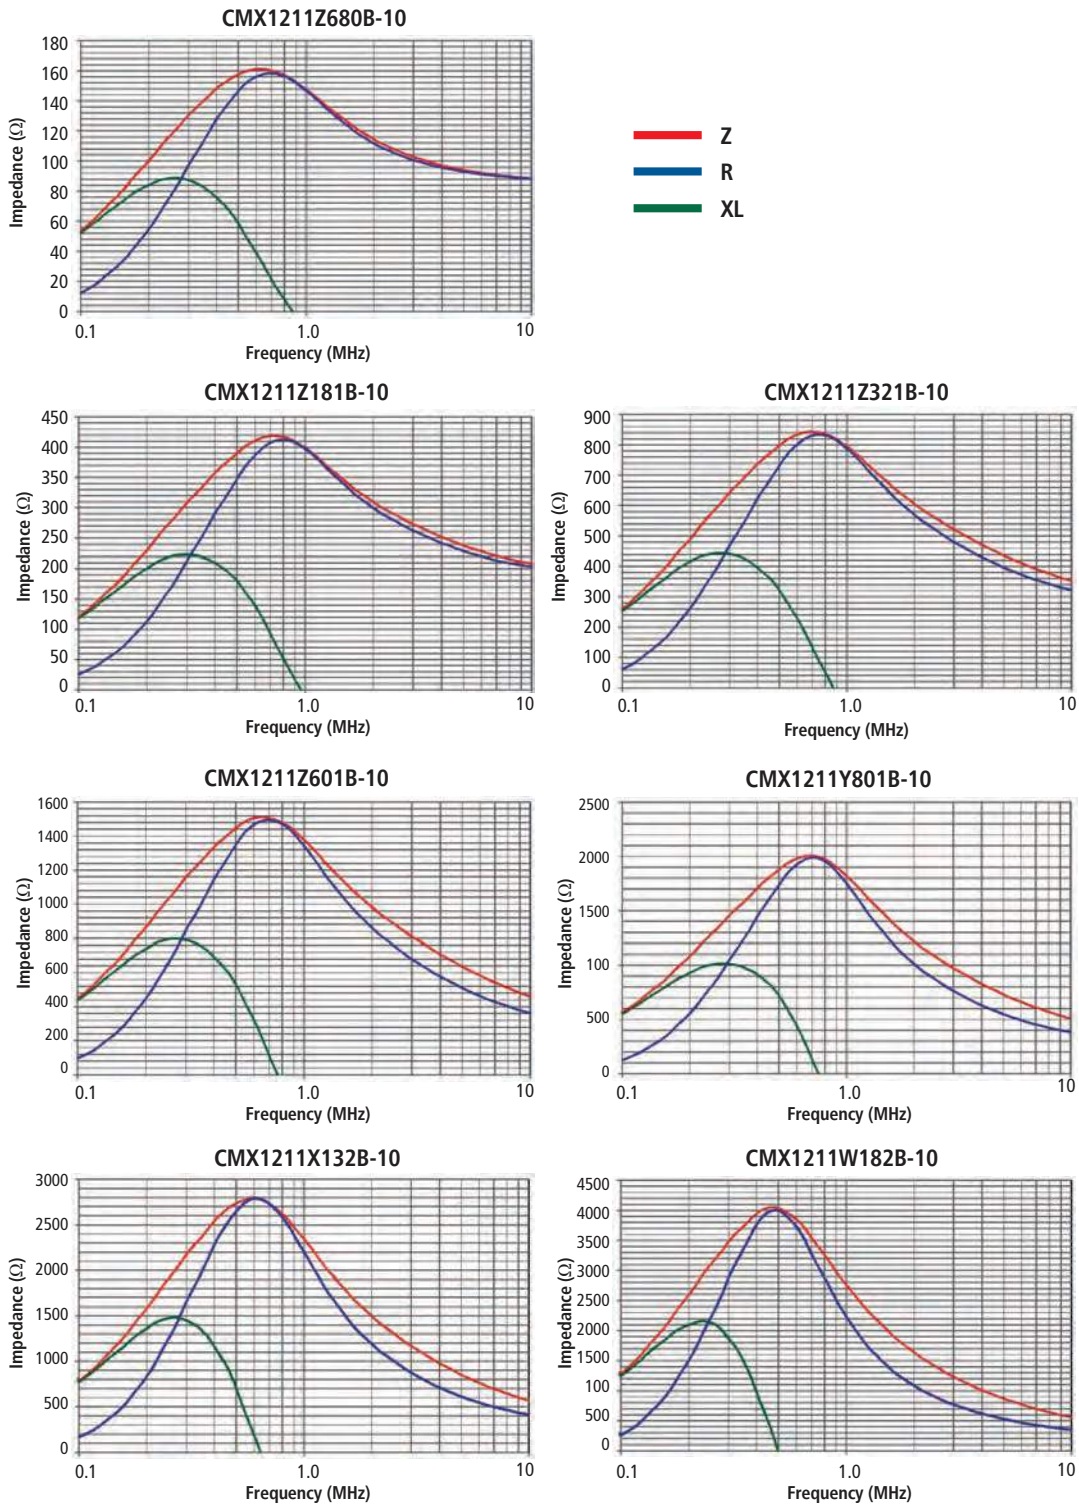 CMX1211Z680B-10
Impedance (Ω)
180
160
140
120
100
80
60
40
20
0
0.1 1.0 10
Frequency (MHz)
Z
R
XL
CMX1211Z181B-10
Impedance (Ω)
450
400
350
300
250
200
150
100
50
0
0.1 1.0 10
Frequency (MHz)
CMX1211Z321B-10
Impedance (Ω)
900
800
700
600
500
400
300
200
100
0
0.1 1.0 10
Frequency (MHz)
CMX1211Z601B-10
Impedance (Ω)
1600
1400
1200
1000
800
600
400
200
0
0.1 1.0 10
Frequency (MHz)
CMX1211Y801B-10
Impedance (Ω)
2500
2000
1500
100
500
0
0.1 1.0 10
Frequency (MHz)
CMX1211X132B-10
Impedance (Ω)
3000
2500
2000
1500
1000
500
0
0.1 1.0 10
Frequency (MHz)
CMX1211W182B-10
Impedance (Ω)
4500
4000
3500
3000
2500
2000
1500
100
500
0
0.1 1.0 10
Frequency (MHz)